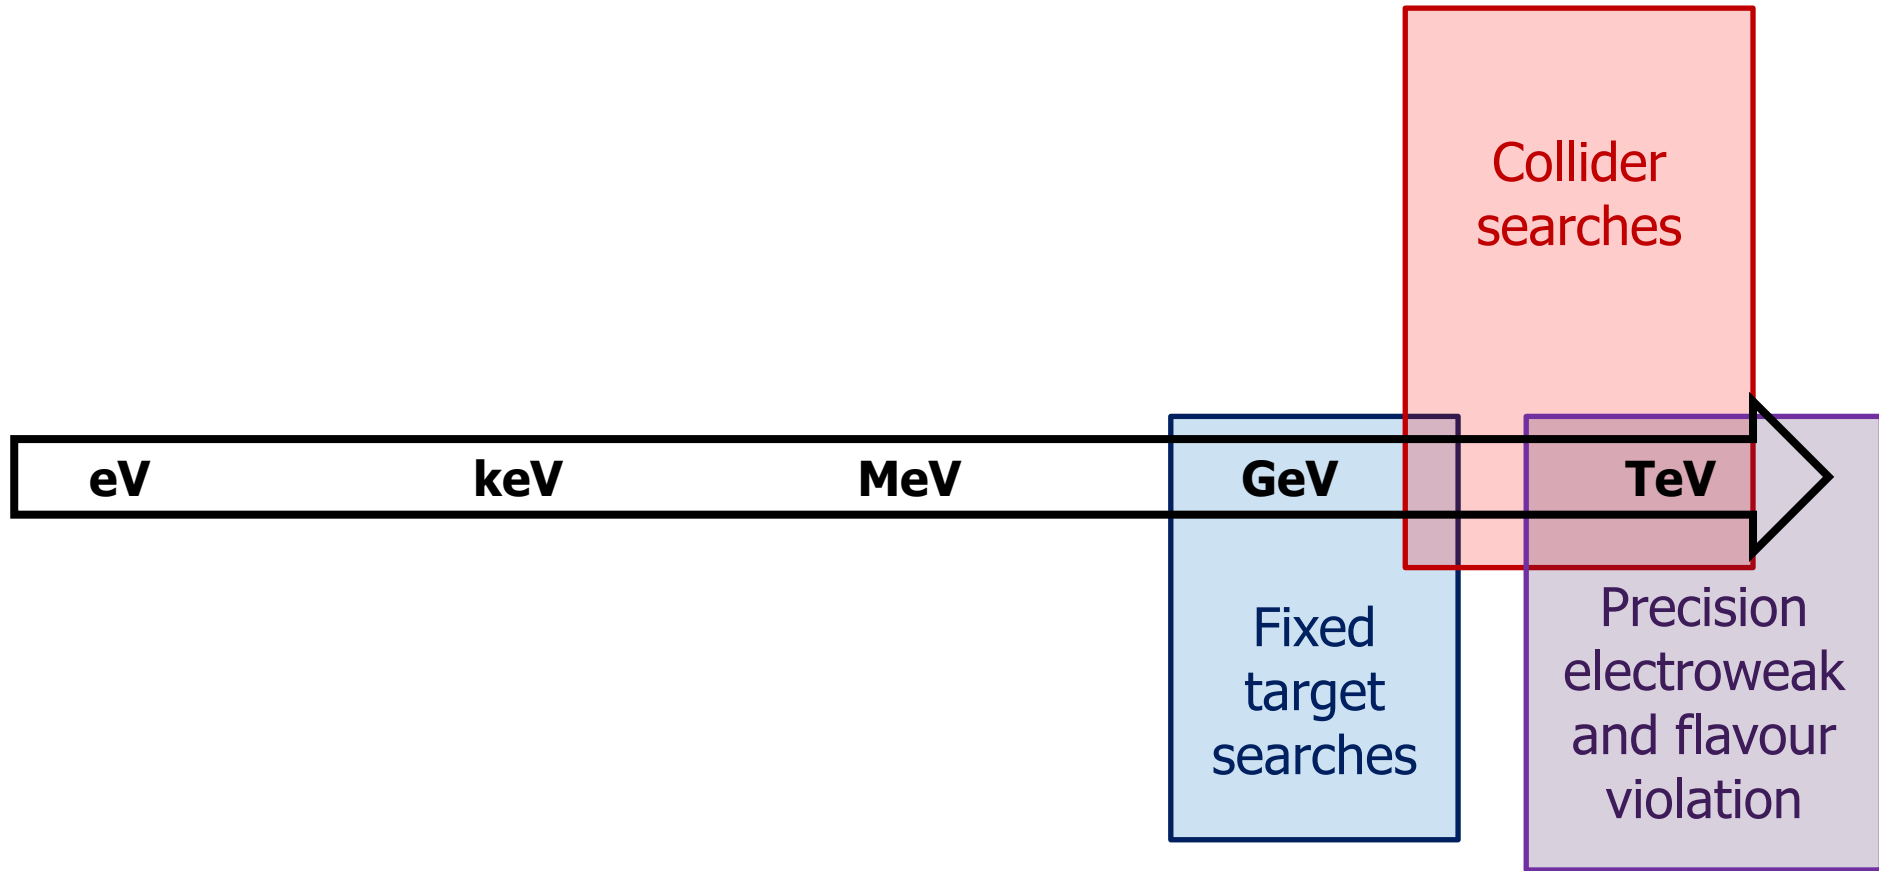 Collider
searches
eV keV MeV GeV TeV
Fixed
target
searches
Precision
electroweak
and flavour
violation